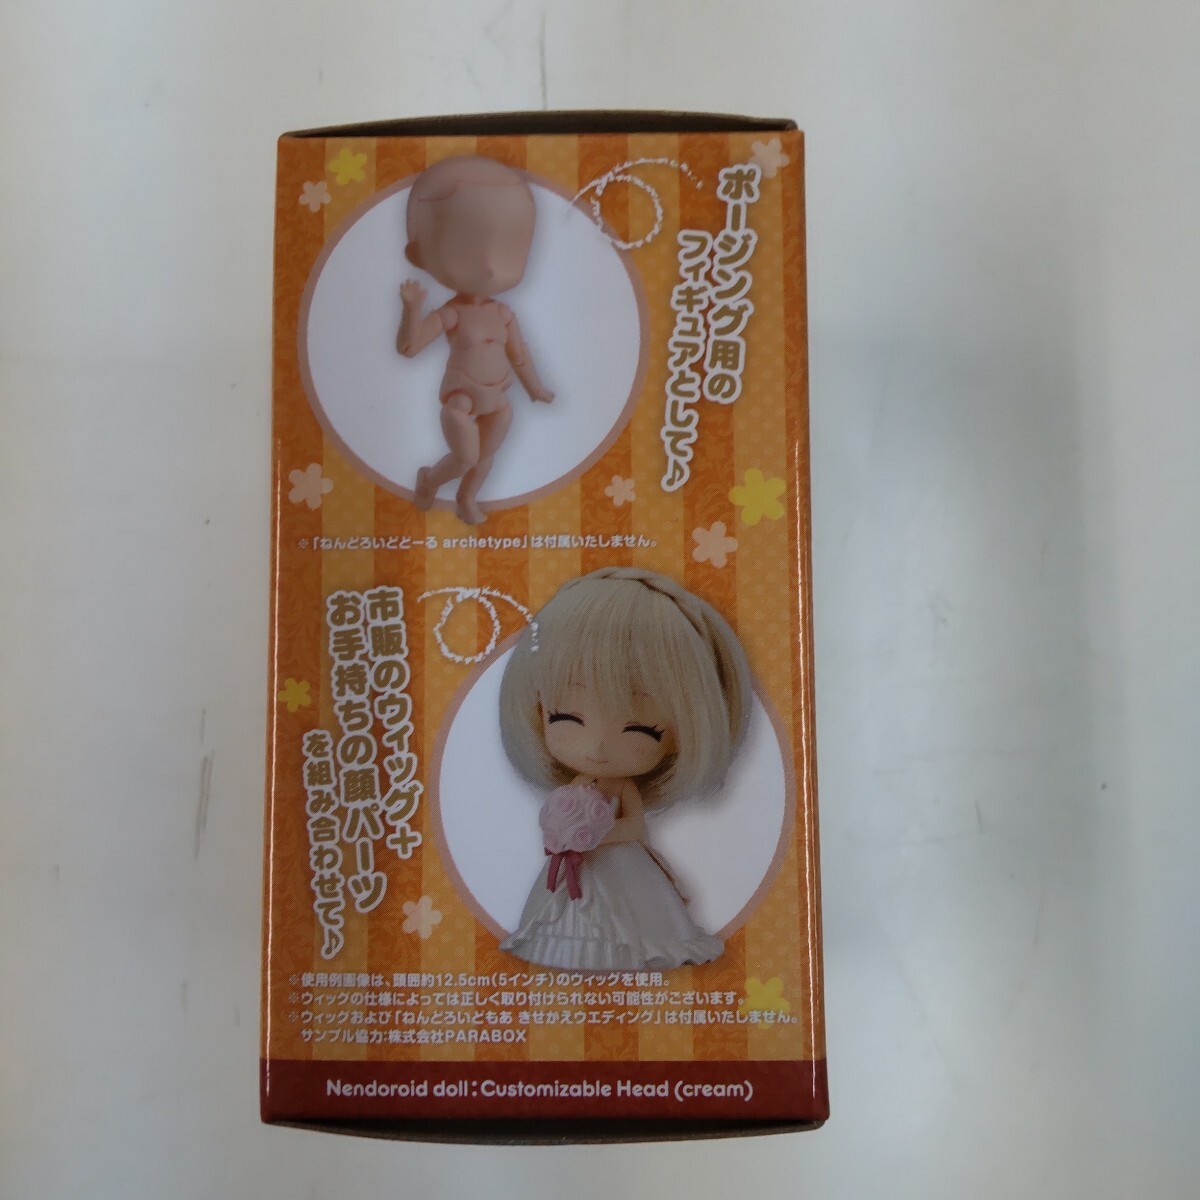 ポージング用の
フィギュアとして♪
※「ねんどろいどどーる archetype」は付属いたしません。
市販のウィッグ+
お手持ちの顔パーツ
を組み合わせて♪
※使用例画像は、頭囲約12.5cm(5インチ)のウィッグを使用。
※ウィッグの仕様によっては正しく取り付けられない可能性がございます。
※ウィッグおよび「ねんどろいどもあ きせかえウエディング」は付属いたしません。
サンプル協力:株式会社PARABOX
Nendoroid doll:Customizable Head (cream)